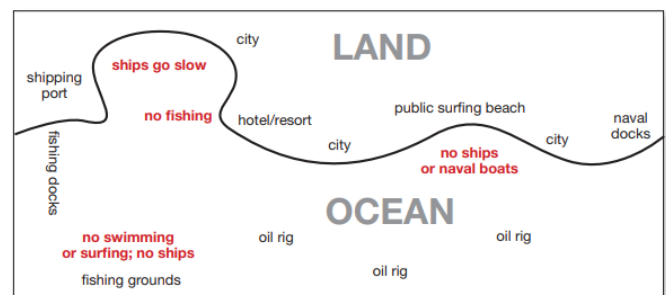 city
LAND
ships go slow
shipping
port
no fishing
hotel/resort
public surfing beach
naval
docks
city
city
no ships
or naval boats
fishing docks
OCEAN
no swimming
or surfing; no ships
oil rig
oil rig
oil rig
fishing grounds